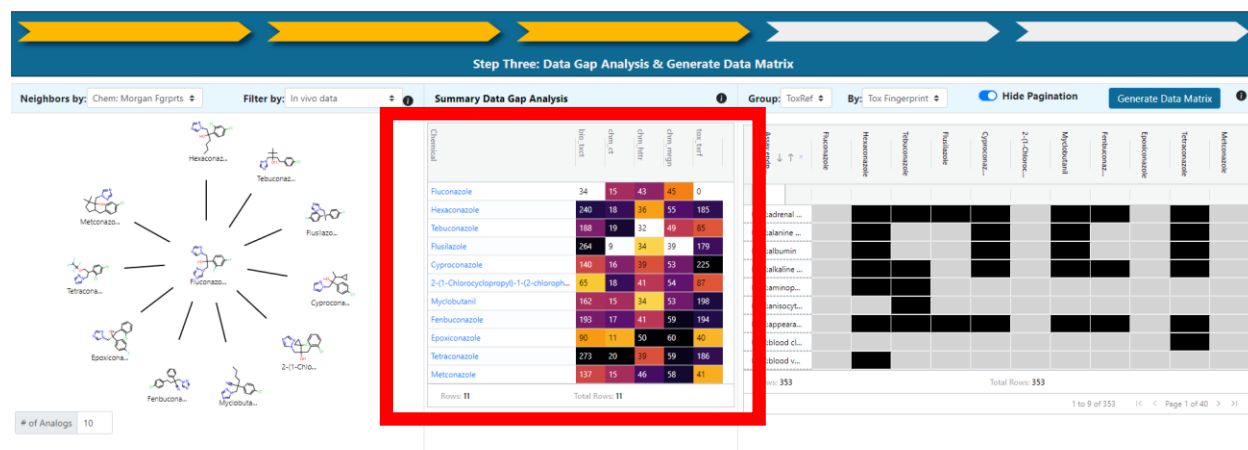 Step Three: Data Gap Analysis & Generate Data Matrix
Neighbors by: Chem: Morgan Fgrprts
Filter by: In vivo data
Hexaconaz...
Tebuconaz...
Flusilazo...
Metconazo...
Fluconazo...
Tetracona...
Cyprocona...
Epoxicona...
2-(1-Chlo...
Fenbucona...
Myclobuta...
# of Analogs 10
Summary Data Gap Analysis
Chemical bio_txct chm_ct chm_httr chm_mrgn tox_txrf
Fluconazole 34 15 43 45 0
Hexaconazole 240 18 36 55 185
Tebuconazole 188 19 32 49 85
Flusilazole 264 9 34 39 179
Cyproconazole 140 16 39 53 225
2-(1-Chlorocyclopropyl)-1-(2-chloroph... 65 18 41 54 87
Myclobutanil 162 15 34 53 198
Fenbuconazole 193 17 41 59 194
Epoxiconazole 90 11 50 60 40
Tetraconazole 273 20 39 59 186
Metconazole 137 15 46 58 41
Rows: 11 Total Rows: 11
Group: ToxRef By: Tox Fingerprint Hide Pagination Generate Data Matrix
Fluconazole Hexaconazole Tebuconazole Flusilazole Cyproconaz... 2-(1-Chloroc... Myclobutanil Fenbuconaz... Epoxiconazole Tetraconazole Metconazole
:adrenal ...
:alanine ...
:albumin
:alkaline ...
:aminop...
:anisocyt...
:appeara...
:blood cl...
:blood v...
353 Total Rows: 353
1 to 9 of 353 Page 1 of 40